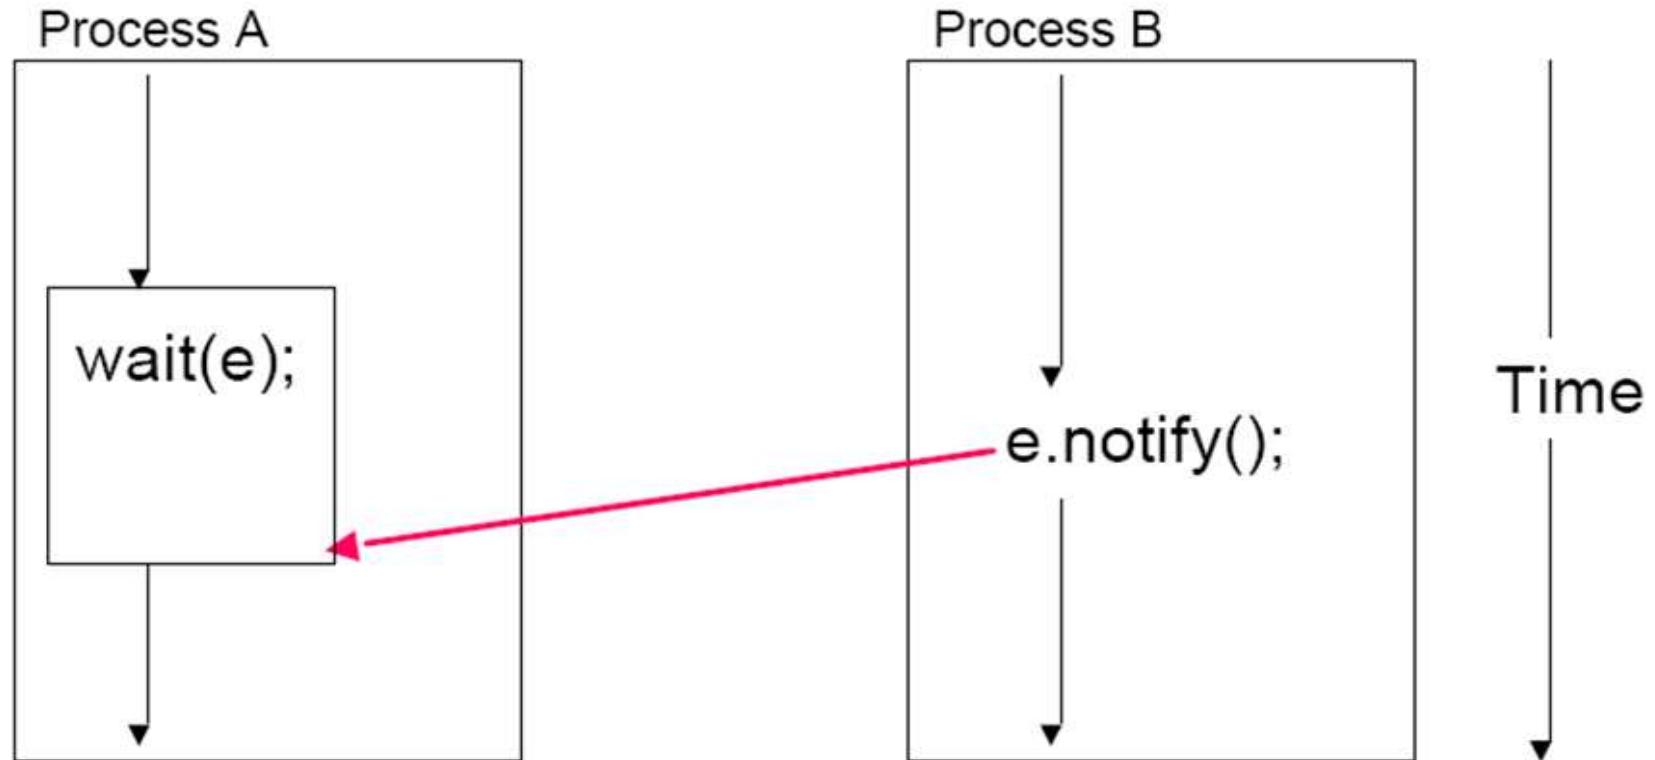 Process A
Process B
wait(e);
Time
e.notify();